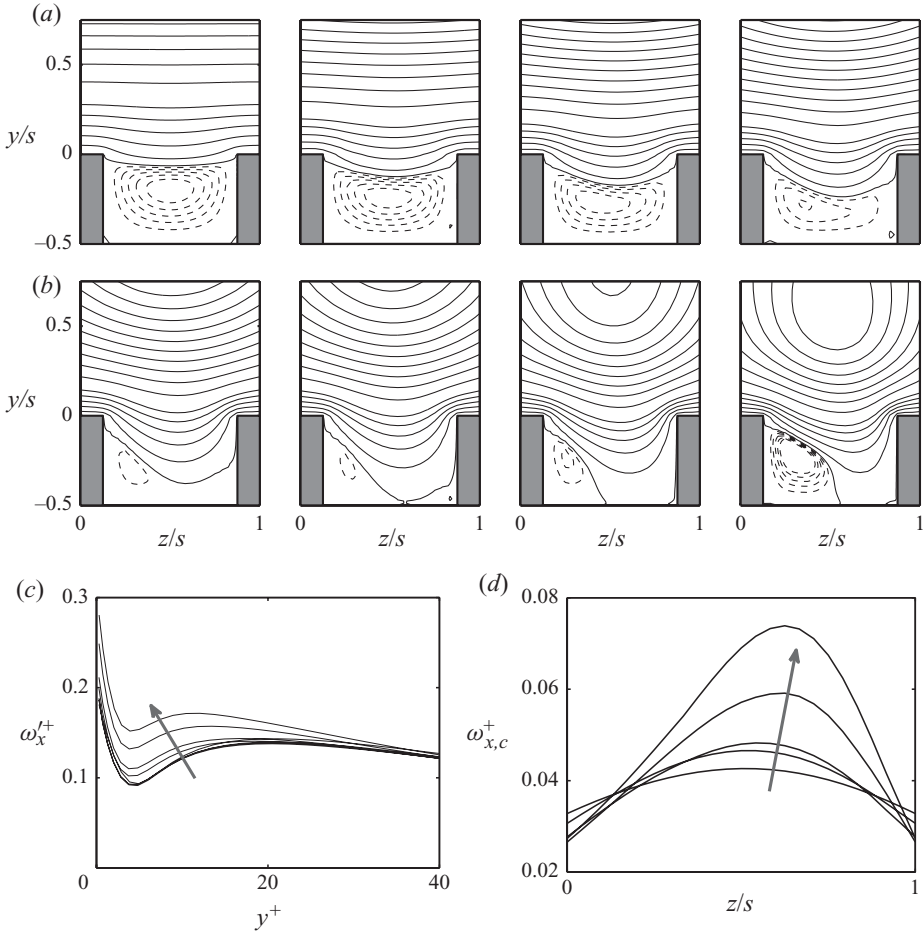 (a)
0.5
y/s
0
–0.5
(b)
0.5
y/s
0
–0.5
0 1 0 1 0 1 0 1
z/s z/s z/s z/s
(c) (d)
0.3
0.2
ω′x+
0.1
0 20 40
y+
0.08
0.06
ω+x,c
0.04
0.02
0 1
z/s